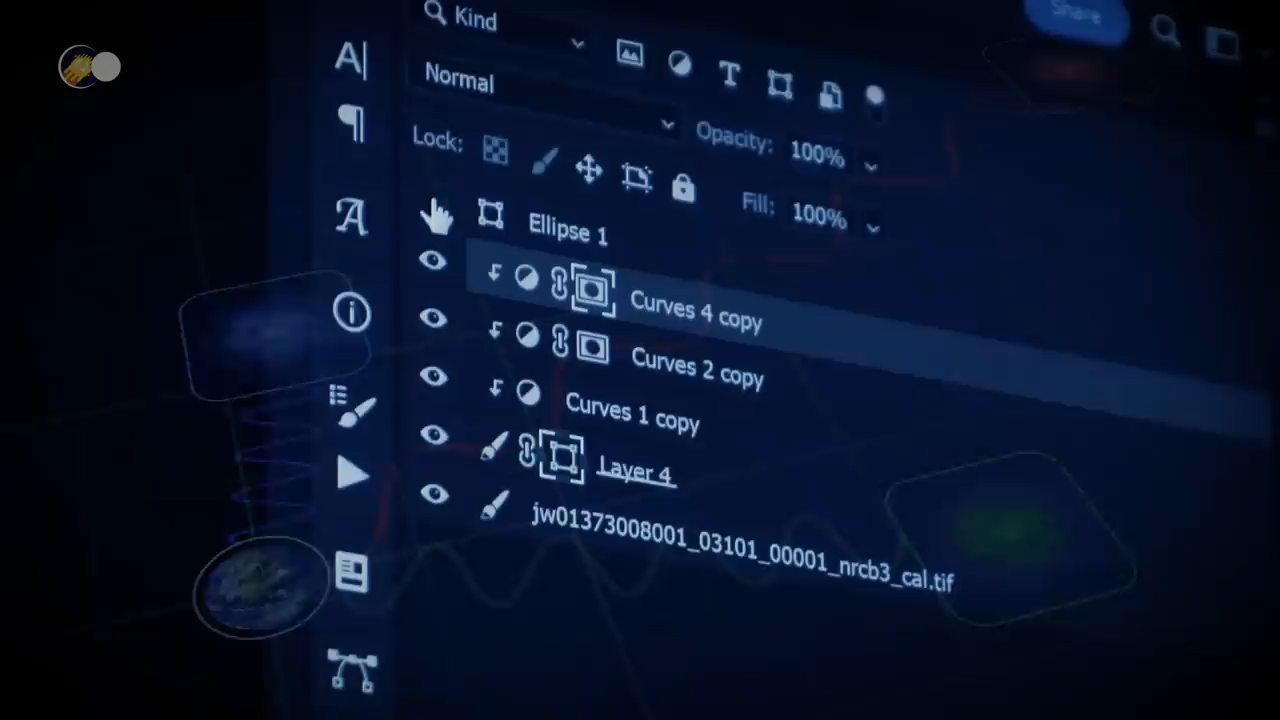 Share
Kind
Normal
Opacity: 100%
Lock:
Fill: 100%
Ellipse 1
Curves 4 copy
Curves 2 copy
Curves 1 copy
Layer 4
jw01373008001_03101_00001_nrcb3_cal.tif